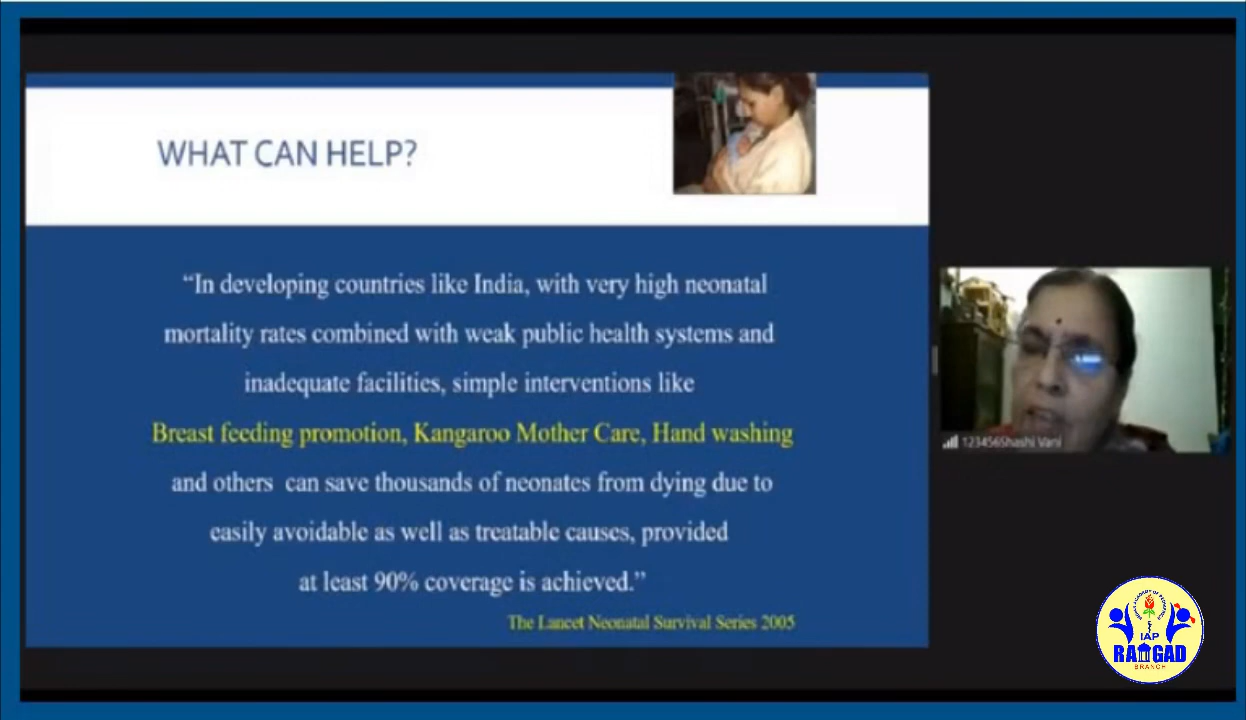 WHAT CAN HELP?
“In developing countries like India, with very high neonatal
mortality rates combined with weak public health systems and
inadequate facilities, simple interventions like
Breast feeding promotion, Kangaroo Mother Care, Hand washing
and others can save thousands of neonates from dying due to
easily avoidable as well as treatable causes, provided
at least 90% coverage is achieved.”
The Lancet Neonatal Survival Series 2005
123456Shashi Vani
IAP
RAIGAD
BRANCH